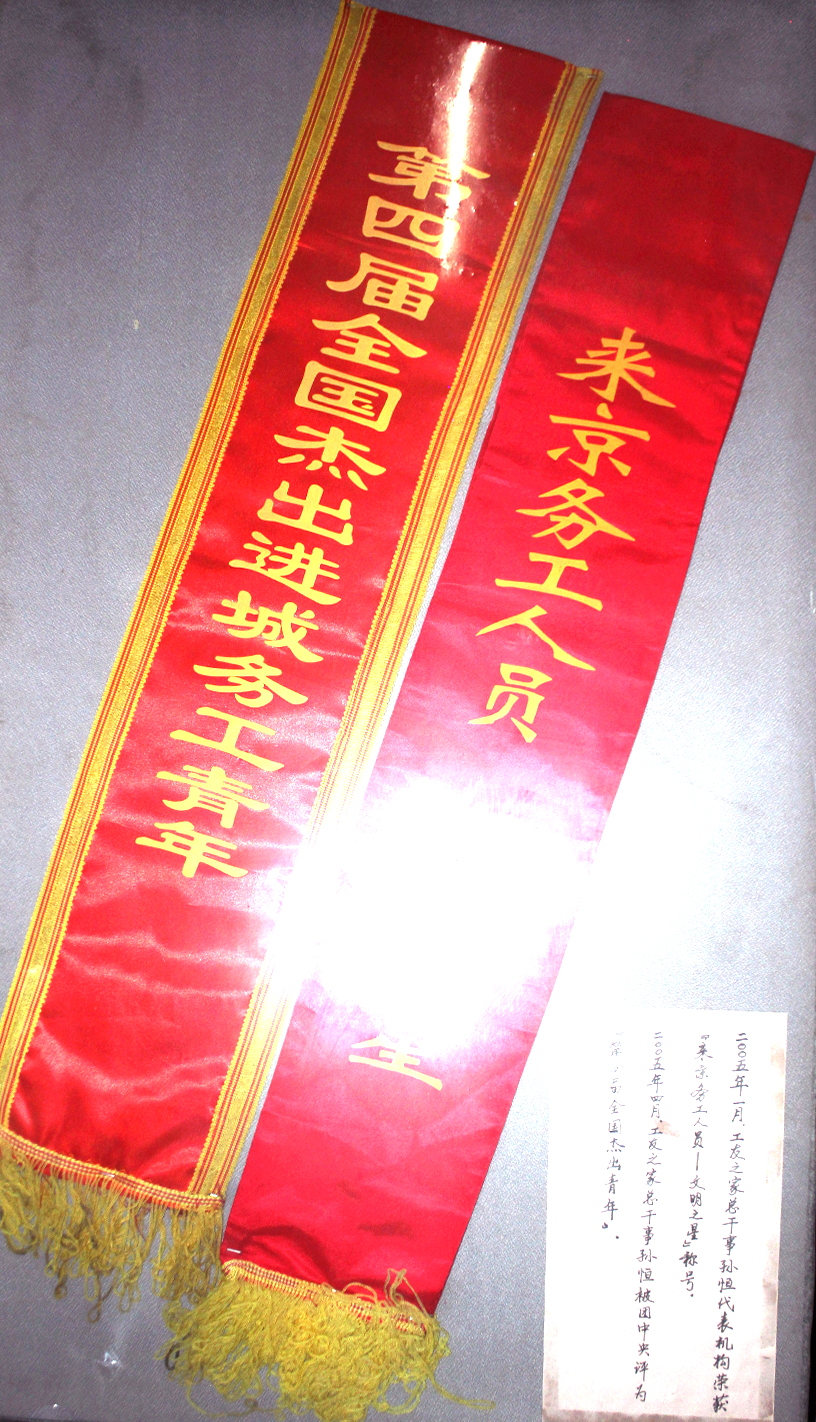 第四届全国杰出进城务工青年
来京务工人员
二〇〇五年一月,工友之家总干事孙恒代表机构荣获
『来京务工人员—文明之星』称号。
二〇〇五年四月,工友之家总干事孙恒被团中央评为
全国杰出青年』。